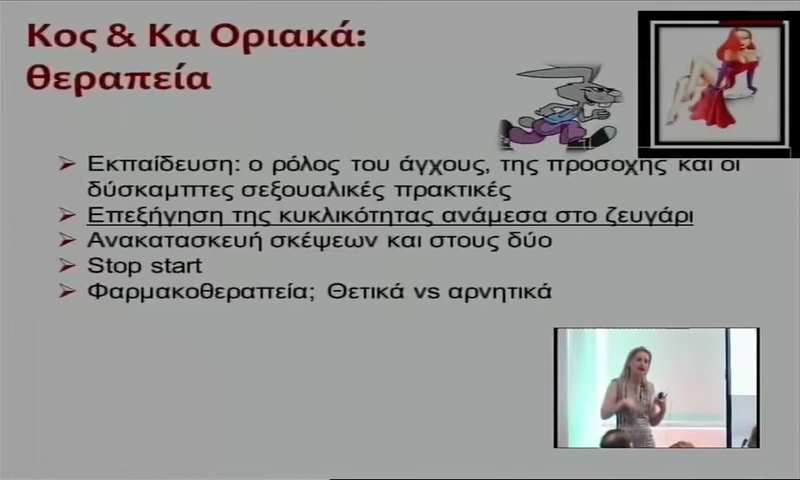 Κος & Κα Οριακά:
θεραπεία
Εκπαίδευση: ο ρόλος του άγχους, της προσοχής και οι
δύσκαμπτες σεξουαλικές πρακτικές
Επεξήγηση της κυκλικότητας ανάμεσα στο ζευγάρι
Ανακατασκευή σκέψεων και στους δύο
Stop start
Φαρμακοθεραπεία; Θετικά vs αρνητικά